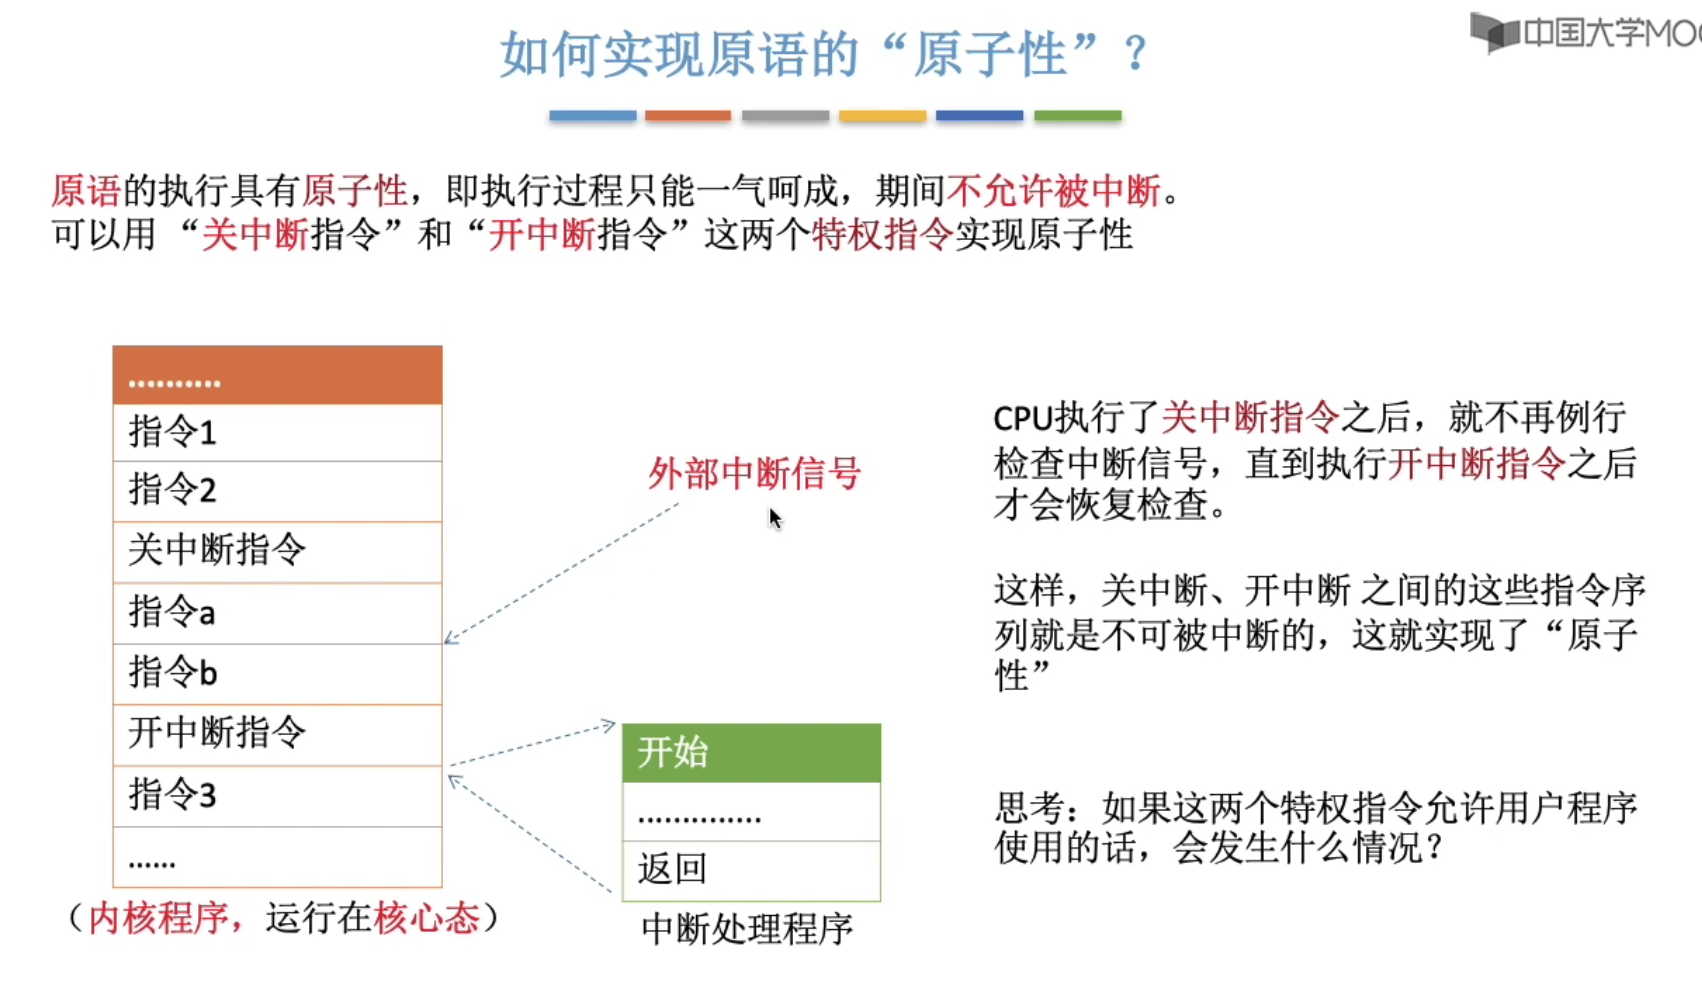 如何实现原语的“原子性”？
中国大学MOO
原语的执行具有原子性，即执行过程只能一气呵成，期间不允许被中断。
可以用 “关中断指令”和“开中断指令”这两个特权指令实现原子性
..........
指令1
指令2
关中断指令
指令a
指令b
开中断指令
指令3
......
（内核程序，运行在核心态）
外部中断信号
开始
..............
返回
中断处理程序
CPU执行了关中断指令之后，就不再例行
检查中断信号，直到执行开中断指令之后
才会恢复检查。
这样，关中断、开中断 之间的这些指令序
列就是不可被中断的，这就实现了“原子
性”
思考：如果这两个特权指令允许用户程序
使用的话，会发生什么情况？